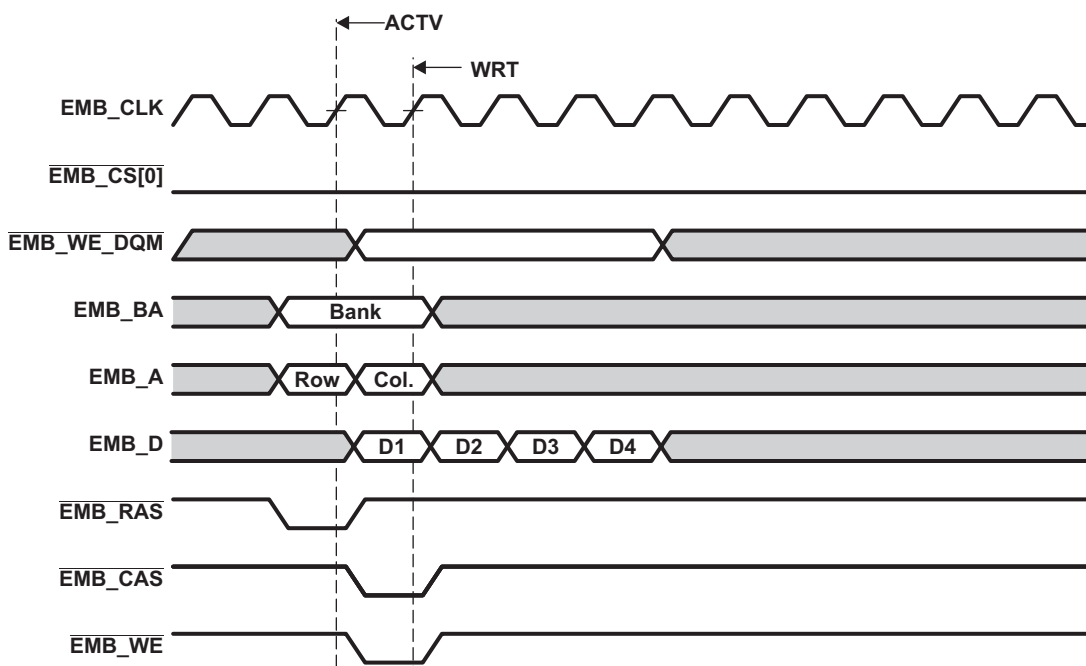 ACTV
WRT
EMB_CLK
EMB_CS[0]
EMB_WE_DQM
EMB_BA
Bank
EMB_A
Row
Col.
EMB_D
D1
D2
D3
D4
EMB_RAS
EMB_CAS
EMB_WE